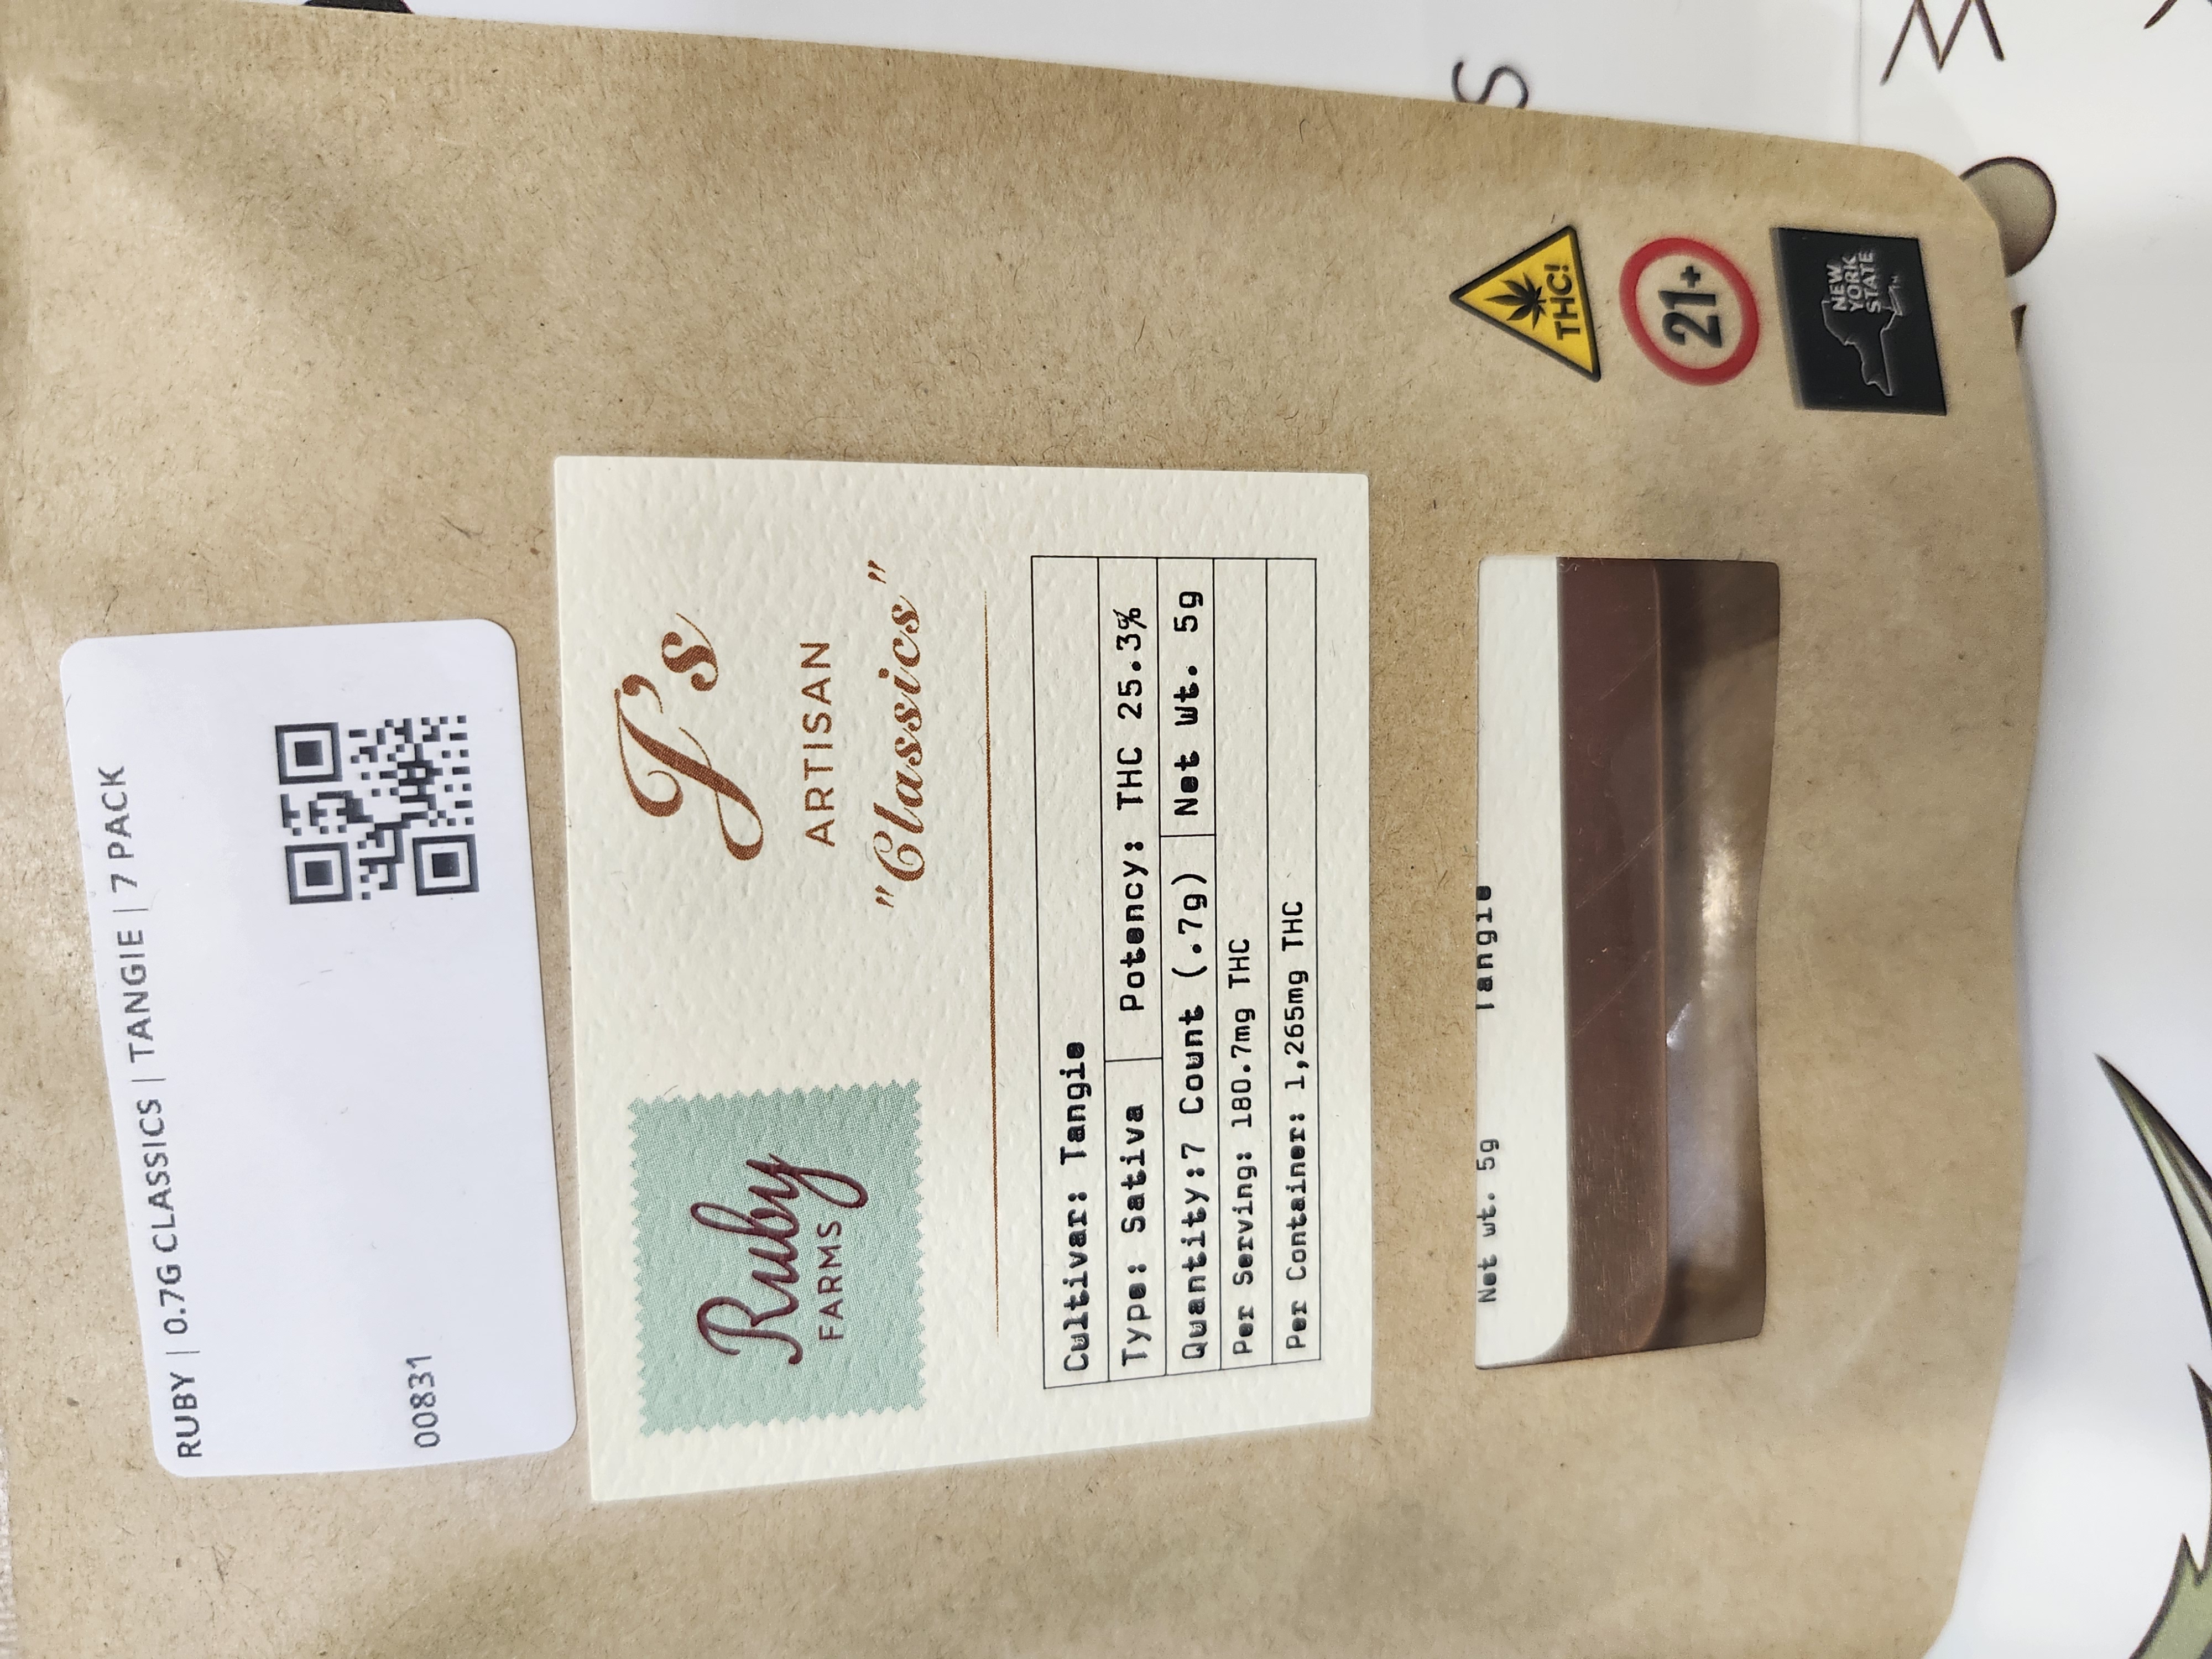 RUBY | 0.7G CLASSICS | TANGIE | 7 PACK
00831
Ruby
FARMS
J's
ARTISAN
"Classics"
Cultivar: Tangie
Type: Sativa Potency: THC 25.3%
Quantity:7 Count (.7g) Net Wt. 5g
Per Serving: 180.7mg THC
Per Container: 1,265mg THC
Net wt. 5g Tangie
THC!
21+
NEW
YORK
STATE
S
W